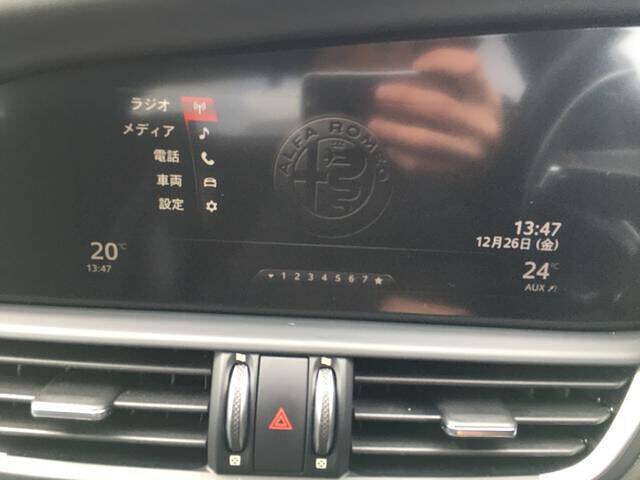 ラジオ
メディア
電話
車両
設定
ALFA ROMEO
13:47
12月26日 (金)
20℃
13:47
24℃
AUX
1 2 3 4 5 6 7